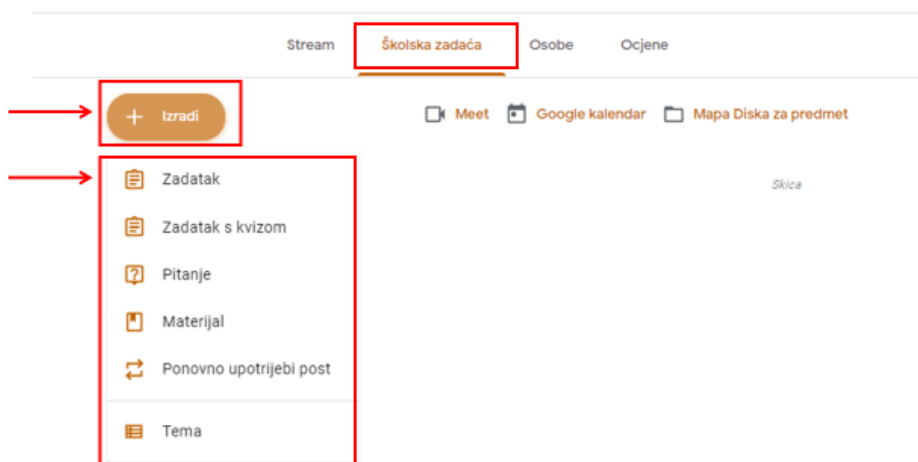 Stream Školska zadaća Osobe Ocjene
Izradi Meet Google kalendar Mapa Diska za predmet
Zadatak Skica
Zadatak s kvizom
Pitanje
Materijal
Ponovno upotrijebi post
Tema